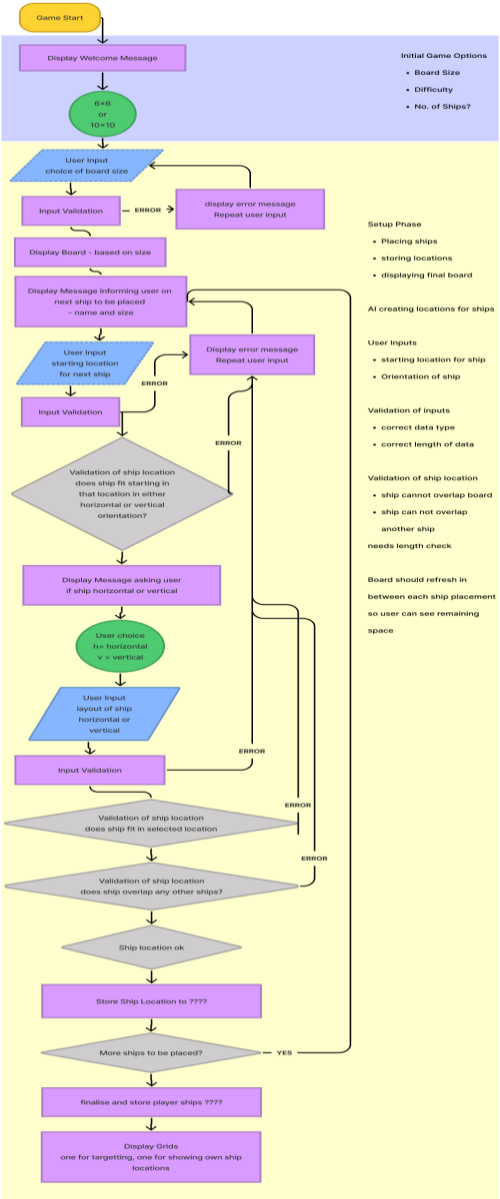 Game Start
Display Welcome Message
6×6
or
10×10
Initial Game Options
Board Size
Difficulty
No. of Ships?
User Input
choice of board size
Input Validation
ERROR
display error message
Repeat user input
Display Board - based on size
Display Message informing user on
next ship to be placed
- name and size
User Input
starting location
for next ship
Display error message
Repeat user input
ERROR
Input Validation
ERROR
Validation of ship location
does ship fit starting in
that location in either
horizontal or vertical
orientation?
Display Message asking user
if ship horizontal or vertical
User choice
h= horizontal
v = vertical
User Input
layout of ship
horizontal or
vertical
ERROR
Input Validation
ERROR
Validation of ship location
does ship fit in selected location
ERROR
Validation of ship location
does ship overlap any other ships?
Ship location ok
Store Ship Location to ????
More ships to be placed?
YES
finalise and store player ships ????
Display Grids
one for targetting, one for showing own ship
locations
Setup Phase
Placing ships
storing locations
displaying final board
AI creating locations for ships
User Inputs
starting location for ship
Orientation of ship
Validation of inputs
correct data type
correct length of data
Validation of ship location
ship cannot overlap board
ship can not overlap
another ship
needs length check
Board should refresh in
between each ship placement
so user can see remaining
space